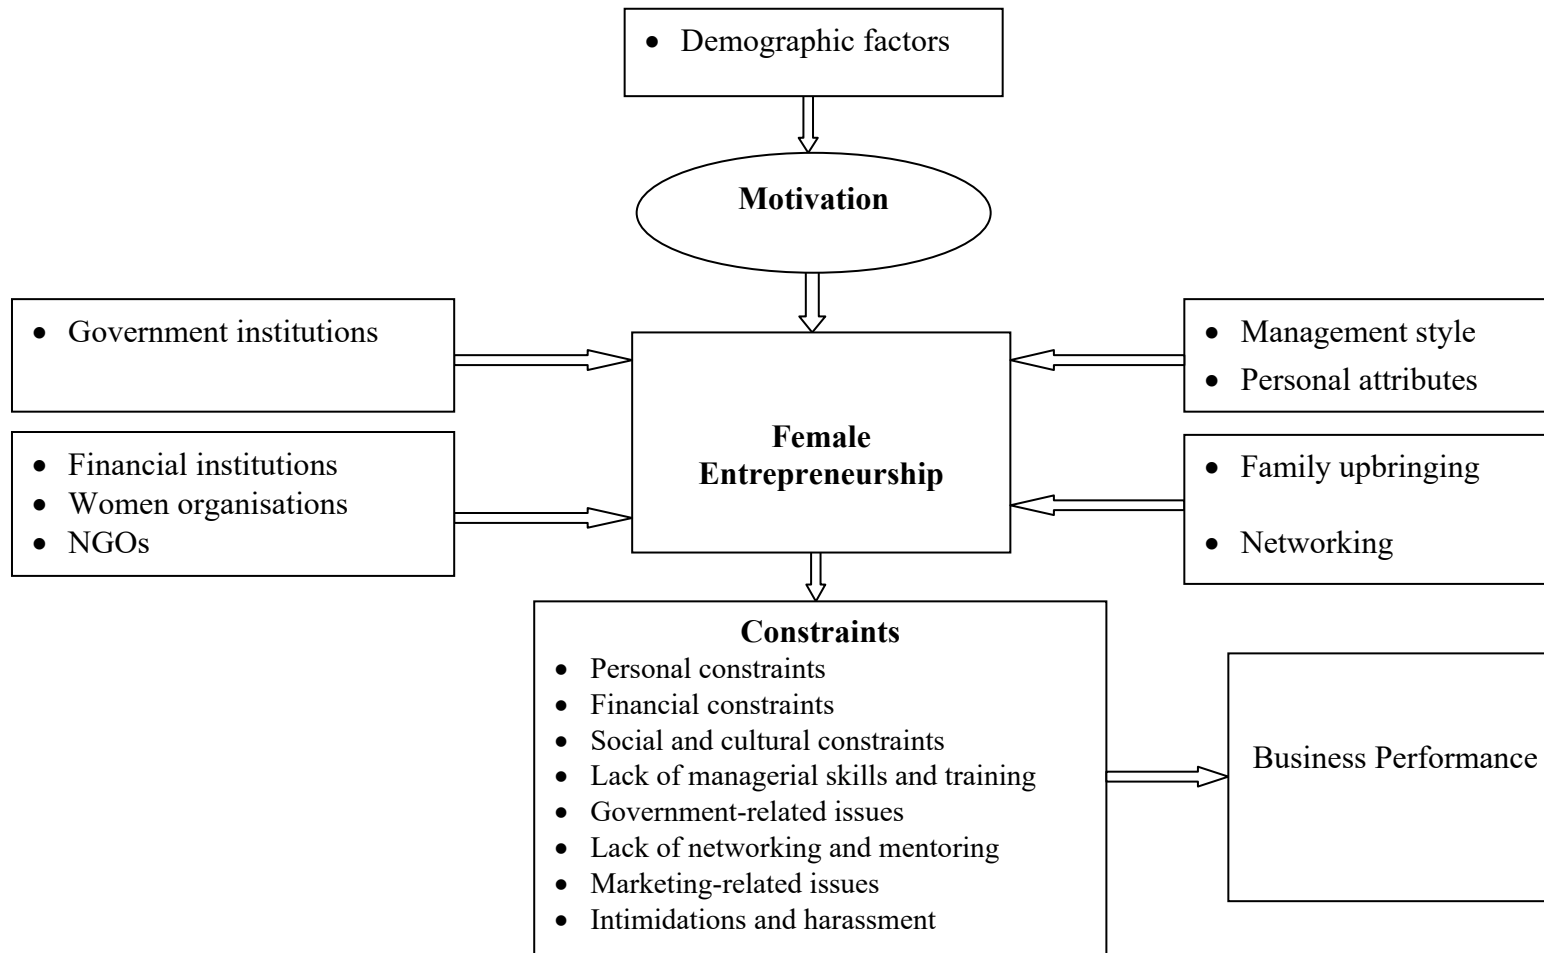 • Demographic factors
Motivation
• Government institutions
• Financial institutions
• Women organisations
• NGOs
Female
Entrepreneurship
• Management style
• Personal attributes
• Family upbringing
• Networking
Constraints
• Personal constraints
• Financial constraints
• Social and cultural constraints
• Lack of managerial skills and training
• Government-related issues
• Lack of networking and mentoring
• Marketing-related issues
• Intimidations and harassment
Business Performance